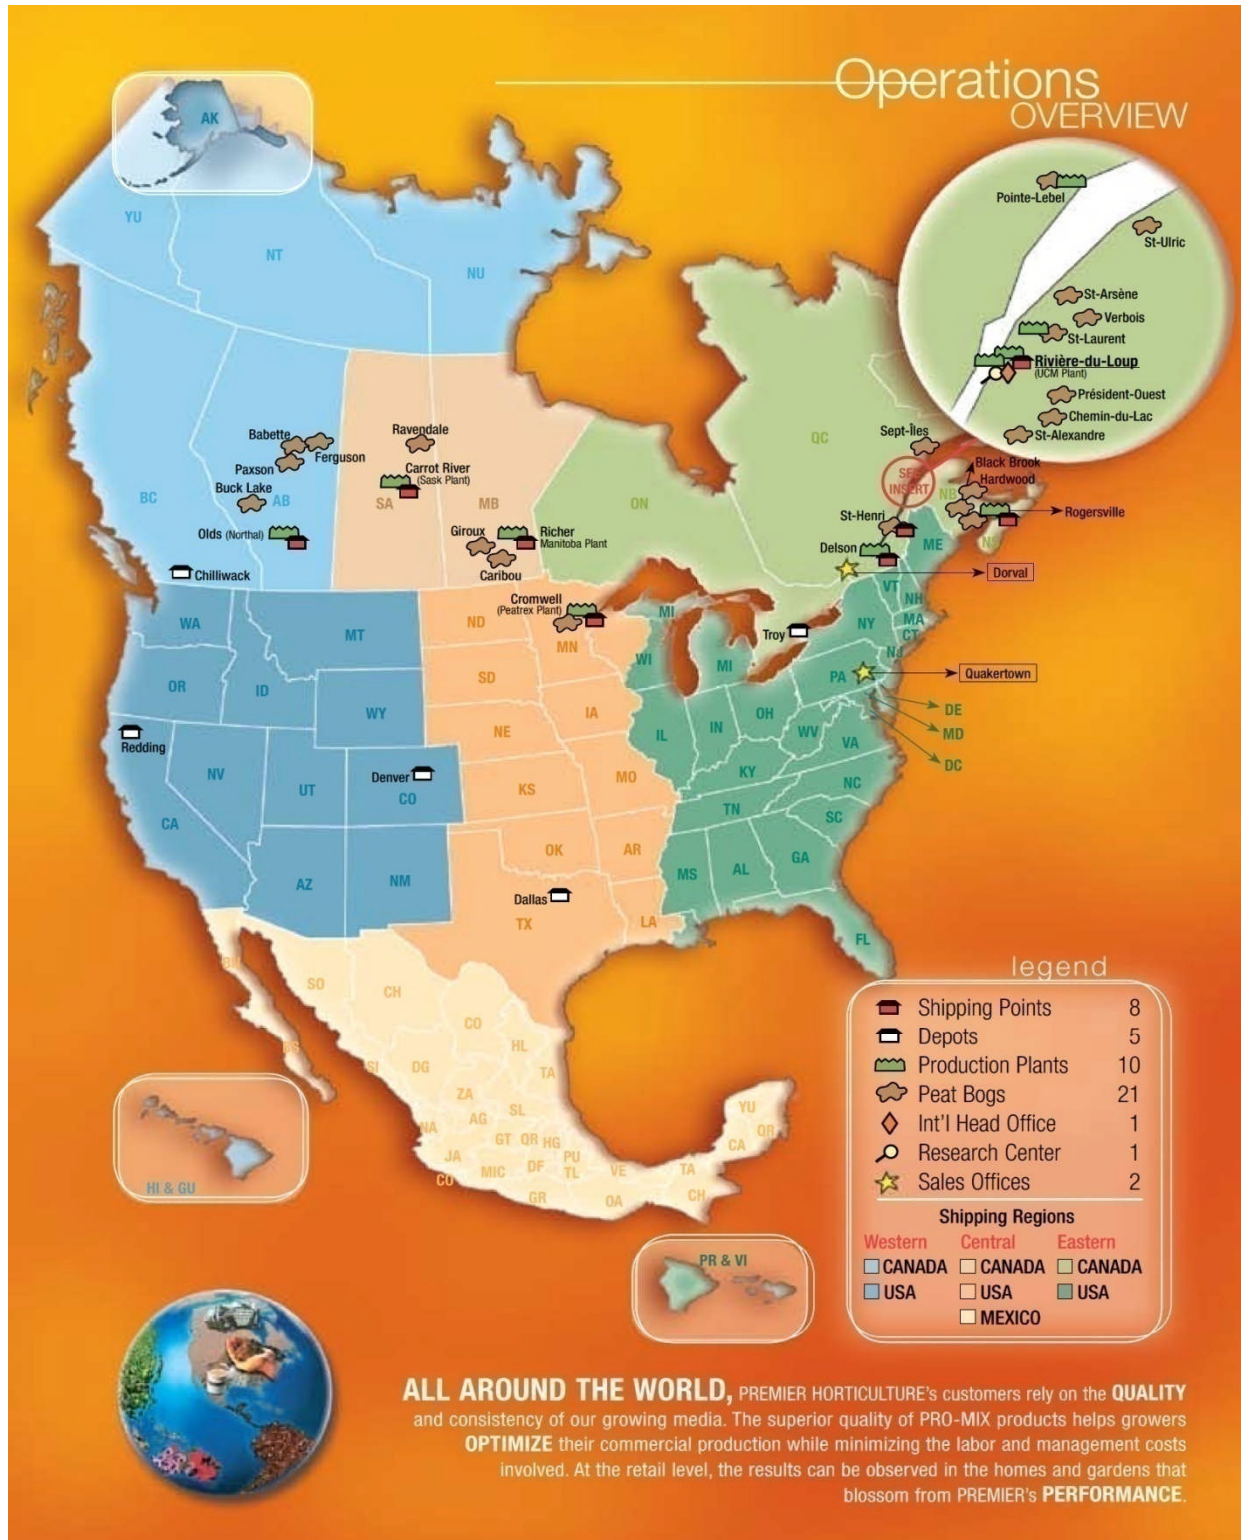 Operations
OVERVIEW
AK
YU
NT
NU
BC
AB
SA
MB
ON
QC
NB
NS
Pointe-Lebel
St-Ulric
St-Arsène
Verbois
St-Laurent
Rivière-du-Loup
(UCM Plant)
Président-Ouest
Chemin-du-Lac
St-Alexandre
Sept-Îles
SEE
INSERT
Black Brook
Hardwood
Rogersville
St-Henri
Delson
Dorval
Babette
Ferguson
Paxson
Buck Lake
Olds (Northal)
Chilliwack
Ravendale
Carrot River
(Sask Plant)
Giroux
Richer
Manitoba Plant
Caribou
Cromwell
(Peatrex Plant)
Troy
Quakertown
Redding
Denver
Dallas
WA
MT
ND
MN
MI
ME
VT
NH
MA
CT
NY
NJ
OR
ID
WY
SD
WI
MI
PA
DE
MD
DC
NV
UT
CO
NE
IA
IL
IN
OH
WV
VA
CA
KS
MO
KY
NC
TN
SC
AZ
NM
OK
AR
MS
AL
GA
TX
LA
FL
SO
CH
CO
HL
TA
SI
DG
ZA
SL
NA
AG
GT
QR
HG
JA
MIC
DF
PU
TL
VE
CO
GR
OA
TA
CH
YU
QR
CA
HI & GU
PR & VI
legend
Shipping Points 8
Depots 5
Production Plants 10
Peat Bogs 21
Int'l Head Office 1
Research Center 1
Sales Offices 2
Shipping Regions
Western Central Eastern
CANADA CANADA CANADA
USA USA USA
MEXICO
ALL AROUND THE WORLD, PREMIER HORTICULTURE's customers rely on the QUALITY
and consistency of our growing media. The superior quality of PRO-MIX products helps growers
OPTIMIZE their commercial production while minimizing the labor and management costs
involved. At the retail level, the results can be observed in the homes and gardens that
blossom from PREMIER's PERFORMANCE.